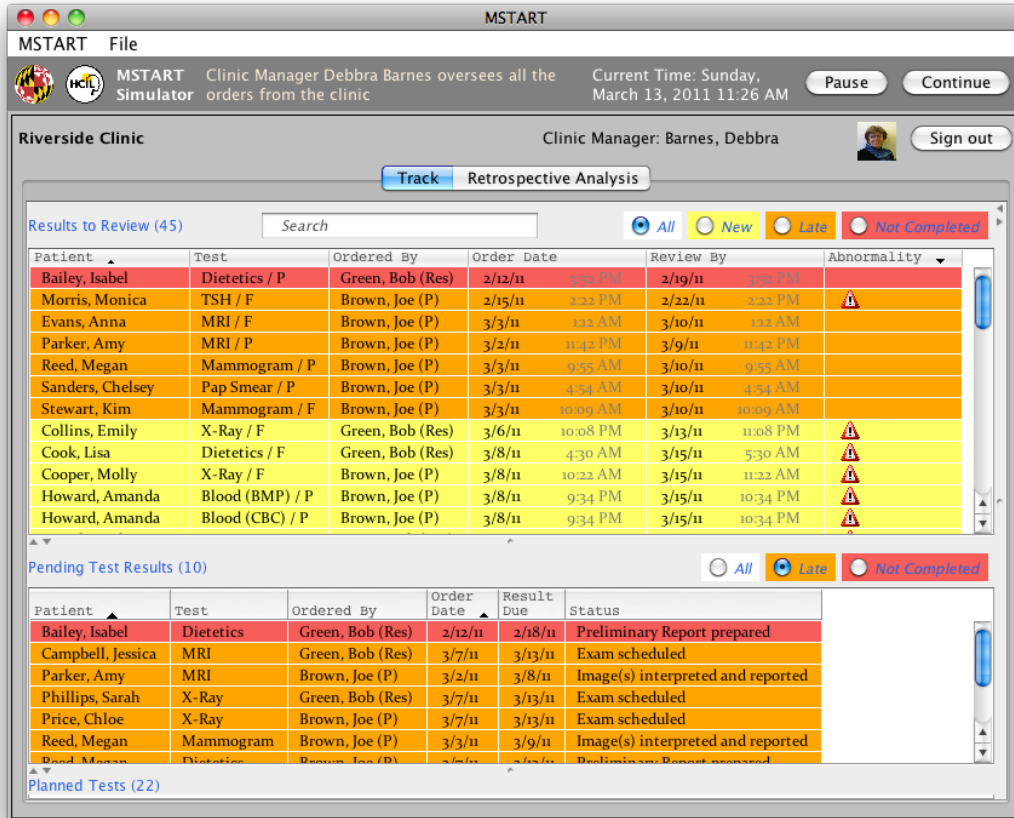 MSTART
MSTART File
HCIL
MSTART Clinic Manager Debbra Barnes oversees all the Current Time: Sunday, Pause Continue
Simulator orders from the clinic March 13, 2011 11:26 AM
Riverside Clinic Clinic Manager: Barnes, Debbra Sign out
Track Retrospective Analysis
Results to Review (45) Search All New Late Not Completed
Patient Test Ordered By Order Date Review By Abnormality
Bailey, Isabel Dietetics / P Green, Bob (Res) 2/12/11 3:52 PM 2/19/11 3:52 PM
Morris, Monica TSH / F Brown, Joe (P) 2/15/11 2:22 PM 2/22/11 2:22 PM
Evans, Anna MRI / F Brown, Joe (P) 3/3/11 1:12 AM 3/10/11 1:12 AM
Parker, Amy MRI / P Brown, Joe (P) 3/2/11 11:42 PM 3/9/11 11:42 PM
Reed, Megan Mammogram / P Brown, Joe (P) 3/3/11 9:55 AM 3/10/11 9:55 AM
Sanders, Chelsey Pap Smear / P Brown, Joe (P) 3/3/11 4:54 AM 3/10/11 4:54 AM
Stewart, Kim Mammogram / F Brown, Joe (P) 3/3/11 10:09 AM 3/10/11 10:09 AM
Collins, Emily X-Ray / F Green, Bob (Res) 3/6/11 10:08 PM 3/13/11 11:08 PM
Cook, Lisa Dietetics / F Green, Bob (Res) 3/8/11 4:30 AM 3/15/11 5:30 AM
Cooper, Molly X-Ray / F Brown, Joe (P) 3/8/11 10:22 AM 3/15/11 11:22 AM
Howard, Amanda Blood (BMP) / P Brown, Joe (P) 3/8/11 9:34 PM 3/15/11 10:34 PM
Howard, Amanda Blood (CBC) / P Brown, Joe (P) 3/8/11 9:34 PM 3/15/11 10:34 PM
Pending Test Results (10) All Late Not Completed
Patient Test Ordered By Order Date Result Due Status
Bailey, Isabel Dietetics Green, Bob (Res) 2/12/11 2/18/11 Preliminary Report prepared
Campbell, Jessica MRI Green, Bob (Res) 3/7/11 3/13/11 Exam scheduled
Parker, Amy MRI Brown, Joe (P) 3/2/11 3/8/11 Image(s) interpreted and reported
Phillips, Sarah X-Ray Green, Bob (Res) 3/7/11 3/13/11 Exam scheduled
Price, Chloe X-Ray Brown, Joe (P) 3/7/11 3/13/11 Exam scheduled
Reed, Megan Mammogram Brown, Joe (P) 3/3/11 3/9/11 Image(s) interpreted and reported
Reed, Megan Dietetics Brown, Joe (P) Preliminary Report prepared
Planned Tests (22)